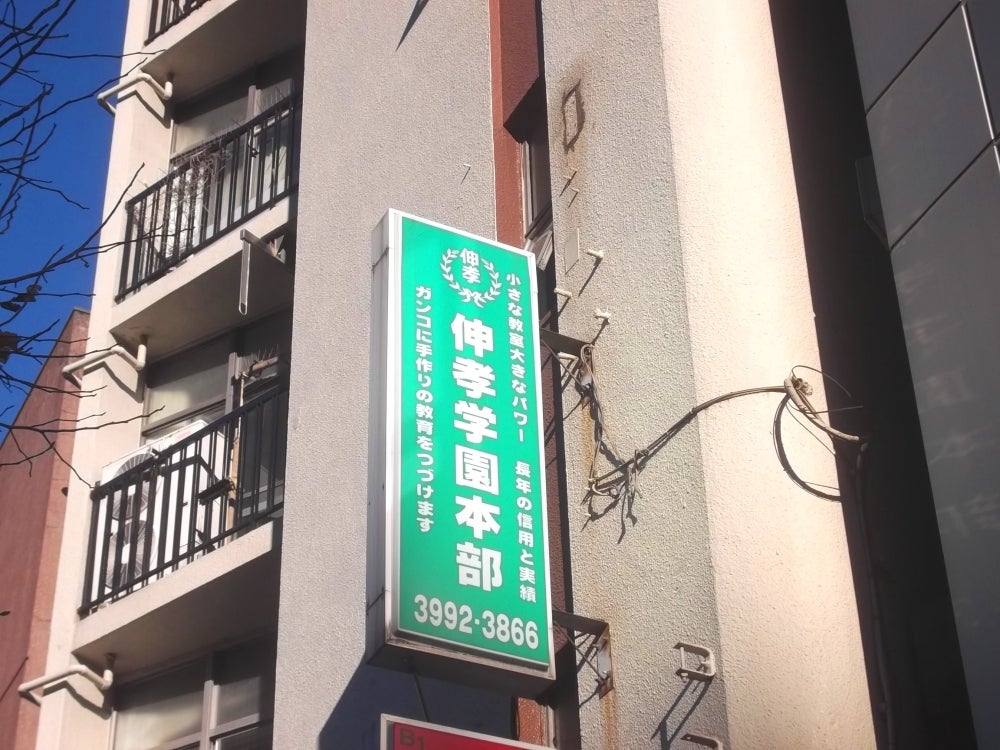 伸孝
小さな教室大きなパワー 長年の信用と実績
伸孝学園本部
ガンコに手作りの教育をつづけます
3992-3866
B1